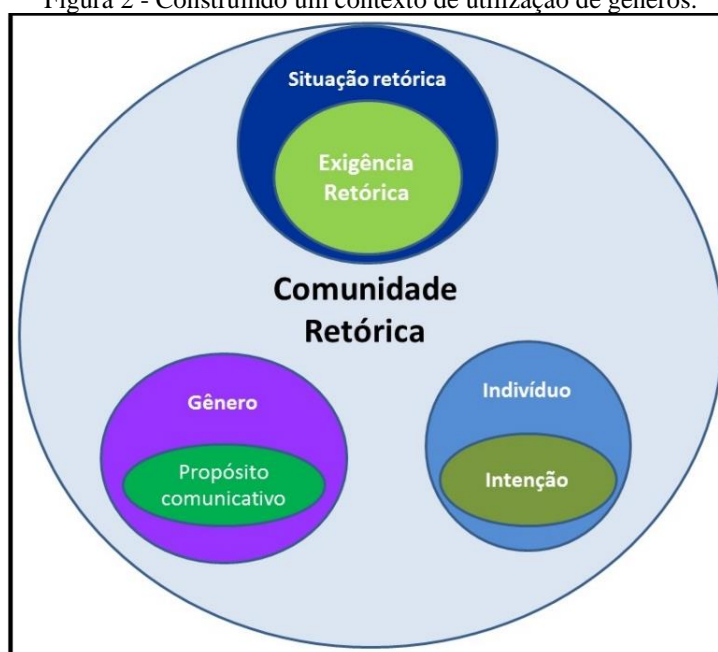 Figura 2 - Construindo um contexto de utilização de gêneros.
Situação retórica
Exigência
Retórica
Comunidade
Retórica
Gênero
Propósito
comunicativo
Indivíduo
Intenção